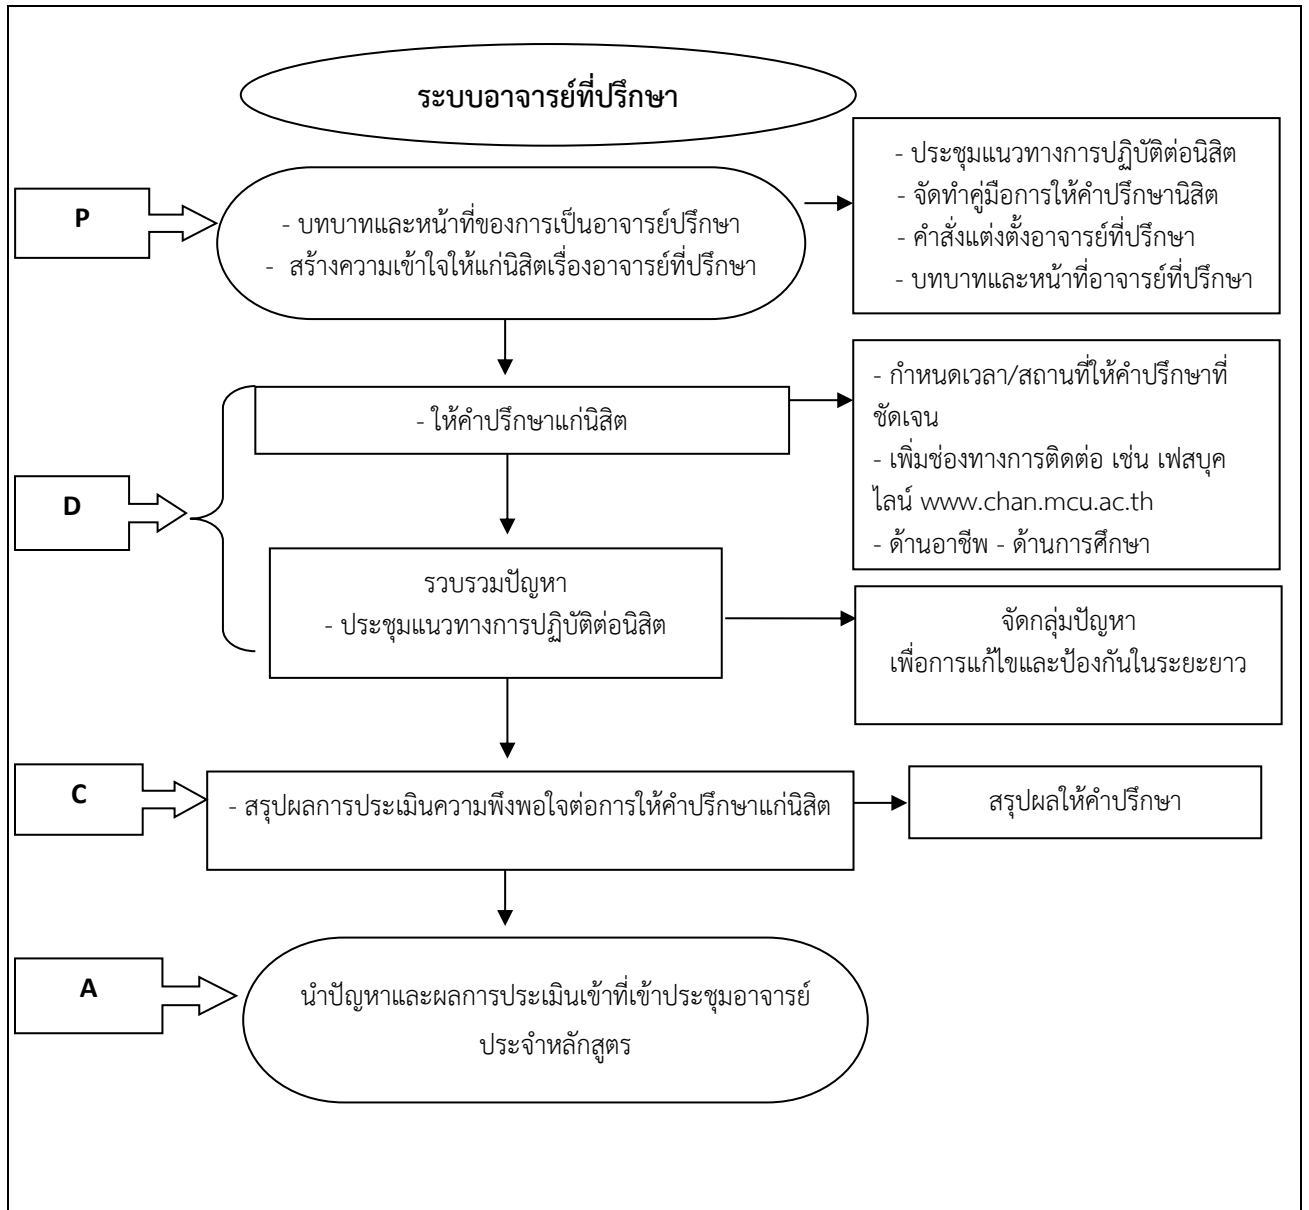 ระบบอาจารย์ที่ปรึกษา
P
- บทบาทและหน้าที่ของการเป็นอาจารย์ปรึกษา
- สร้างความเข้าใจให้แก่นิสิตเรื่องอาจารย์ที่ปรึกษา
- ประชุมแนวทางการปฏิบัติต่อนิสิต
- จัดทำคู่มือการให้คำปรึกษานิสิต
- คำสั่งแต่งตั้งอาจารย์ที่ปรึกษา
- บทบาทและหน้าที่อาจารย์ที่ปรึกษา
D
- ให้คำปรึกษาแก่นิสิต
- กำหนดเวลา/สถานที่ให้คำปรึกษาที่
ชัดเจน
- เพิ่มช่องทางการติดต่อ เช่น เฟสบุค
ไลน์ www.chan.mcu.ac.th
- ด้านอาชีพ - ด้านการศึกษา
รวบรวมปัญหา
- ประชุมแนวทางการปฏิบัติต่อนิสิต
จัดกลุ่มปัญหา
เพื่อการแก้ไขและป้องกันในระยะยาว
C
- สรุปผลการประเมินความพึงพอใจต่อการให้คำปรึกษาแก่นิสิต
สรุปผลให้คำปรึกษา
A
นำปัญหาและผลการประเมินเข้าที่เข้าประชุมอาจารย์
ประจำหลักสูตร